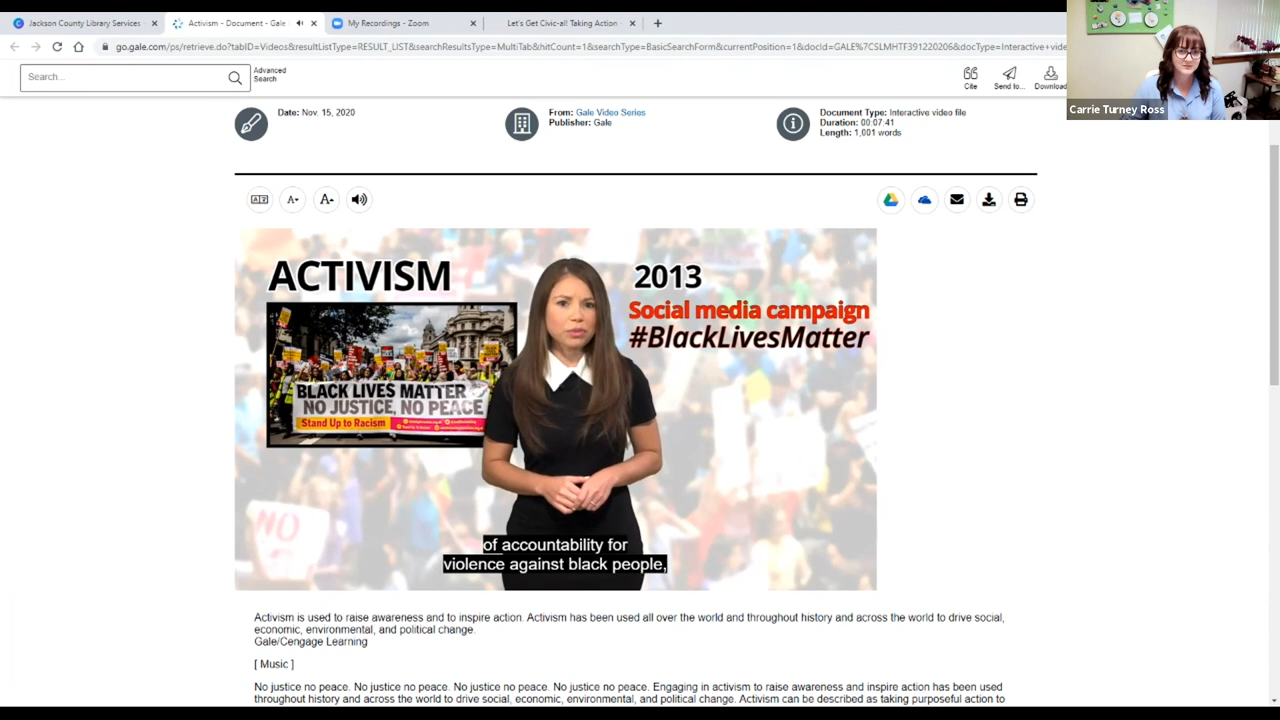 Jackson County Library Services
Activism - Document - Gale
My Recordings - Zoom
Let's Get Civic-all! Taking Action -
go.gale.com/ps/retrieve.do?tabID=Videos&resultListType=RESULT_LIST&searchResultsType=MultiTab&hitCount=1&searchType=BasicSearchForm&currentPosition=1&docId=GALE%7CSLMHTF391220206&docType=Interactive+vide
Search...
Advanced
Search
Cite
Send to...
Download
Carrie Turney Ross
Date: Nov. 15, 2020
From: Gale Video Series
Publisher: Gale
Document Type: Interactive video file
Duration: 00:07:41
Length: 1,001 words
A
A
ACTIVISM
2013
Social media campaign
#BlackLivesMatter
BLACK LIVES MATTER
NO JUSTICE, NO PEACE
Stand Up to Racism
NO
of accountability for
violence against black people,
Activism is used to raise awareness and to inspire action. Activism has been used all over the world and throughout history and across the world to drive social,
economic, environmental, and political change.
Gale/Cengage Learning
[ Music ]
No justice no peace. No justice no peace. No justice no peace. No justice no peace. Engaging in activism to raise awareness and inspire action has been used
throughout history and across the world to drive social, economic, environmental, and political change. Activism can be described as taking purposeful action to